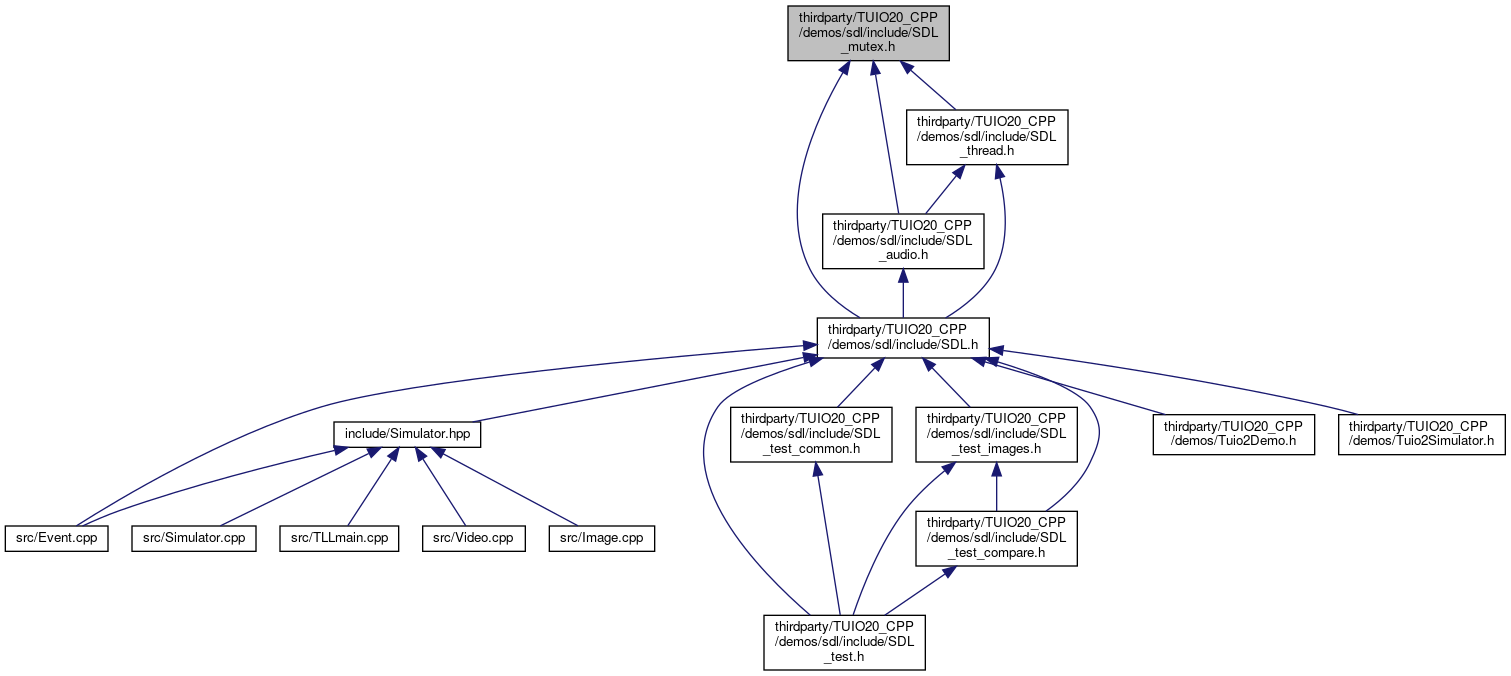 thirdparty/TUIO20_CPP
/demos/sdl/include/SDL
_mutex.h
thirdparty/TUIO20_CPP
/demos/sdl/include/SDL
_thread.h
thirdparty/TUIO20_CPP
/demos/sdl/include/SDL
_audio.h
thirdparty/TUIO20_CPP
/demos/sdl/include/SDL.h
include/Simulator.hpp
thirdparty/TUIO20_CPP
/demos/sdl/include/SDL
_test_common.h
thirdparty/TUIO20_CPP
/demos/sdl/include/SDL
_test_images.h
thirdparty/TUIO20_CPP
/demos/Tuio2Demo.h
thirdparty/TUIO20_CPP
/demos/Tuio2Simulator.h
src/Event.cpp
src/Simulator.cpp
src/TLLmain.cpp
src/Video.cpp
src/Image.cpp
thirdparty/TUIO20_CPP
/demos/sdl/include/SDL
_test_compare.h
thirdparty/TUIO20_CPP
/demos/sdl/include/SDL
_test.h